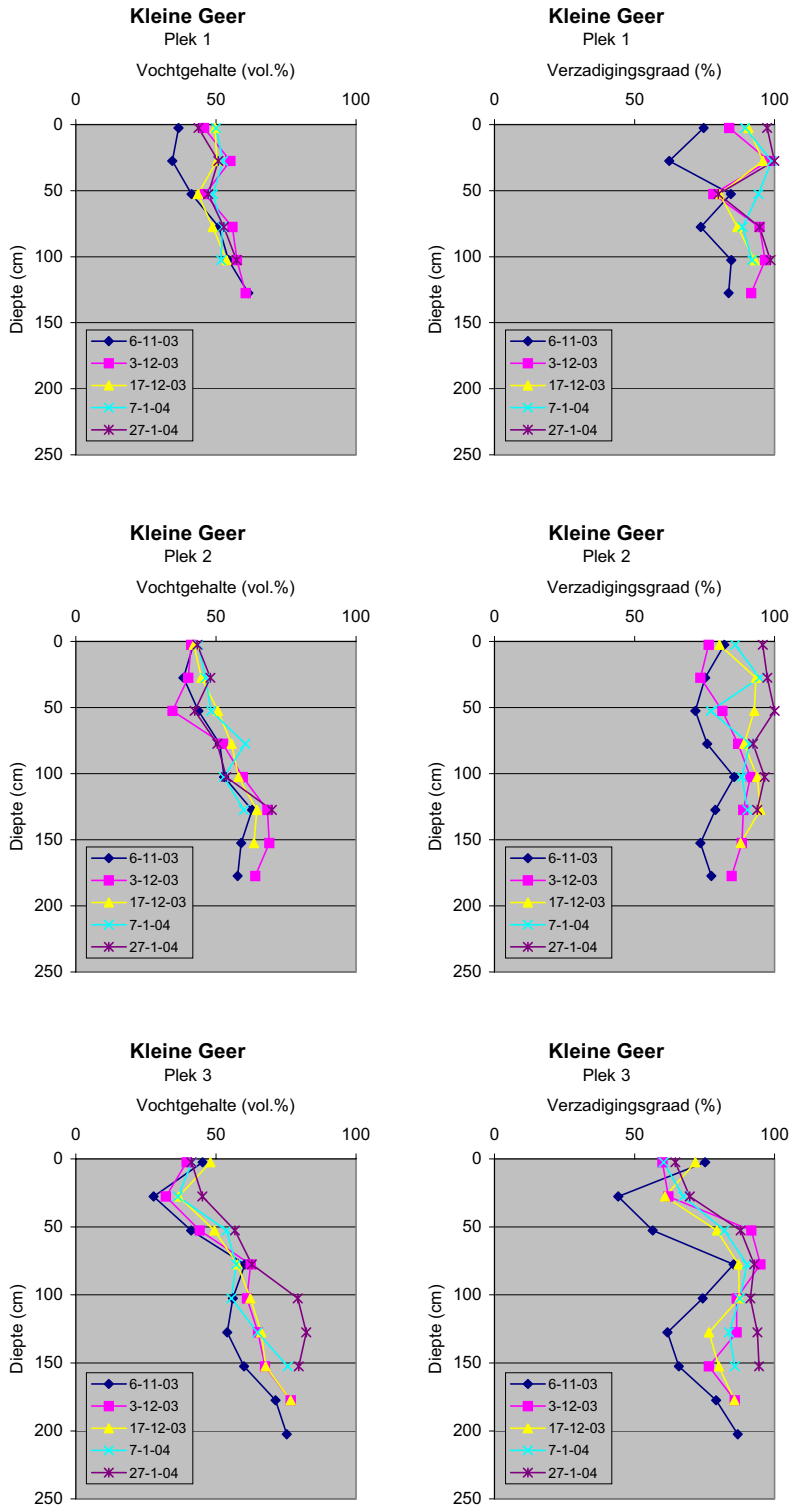 Kleine Geer
Plek 1
Vochtgehalte (vol.%)
0 50 100
0
50
100
150
200
250
Diepte (cm)
6-11-03
3-12-03
17-12-03
7-1-04
27-1-04
Kleine Geer
Plek 1
Verzadigingsgraad (%)
0 50 100
0
50
100
150
200
250
Diepte (cm)
6-11-03
3-12-03
17-12-03
7-1-04
27-1-04
Kleine Geer
Plek 2
Vochtgehalte (vol.%)
0 50 100
0
50
100
150
200
250
Diepte (cm)
6-11-03
3-12-03
17-12-03
7-1-04
27-1-04
Kleine Geer
Plek 2
Verzadigingsgraad (%)
0 50 100
0
50
100
150
200
250
Diepte (cm)
6-11-03
3-12-03
17-12-03
7-1-04
27-1-04
Kleine Geer
Plek 3
Vochtgehalte (vol.%)
0 50 100
0
50
100
150
200
250
Diepte (cm)
6-11-03
3-12-03
17-12-03
7-1-04
27-1-04
Kleine Geer
Plek 3
Verzadigingsgraad (%)
0 50 100
0
50
100
150
200
250
Diepte (cm)
6-11-03
3-12-03
17-12-03
7-1-04
27-1-04